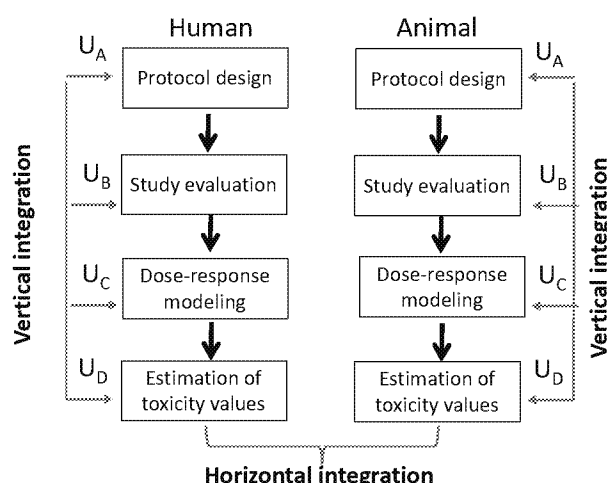 Human
Animal
U_A
Protocol design
Protocol design
U_A
U_B
Study evaluation
Study evaluation
U_B
U_C
Dose-response
modeling
Dose-response
modeling
U_C
U_D
Estimation of
toxicity values
Estimation of
toxicity values
U_D
Vertical integration
Vertical integration
Horizontal integration